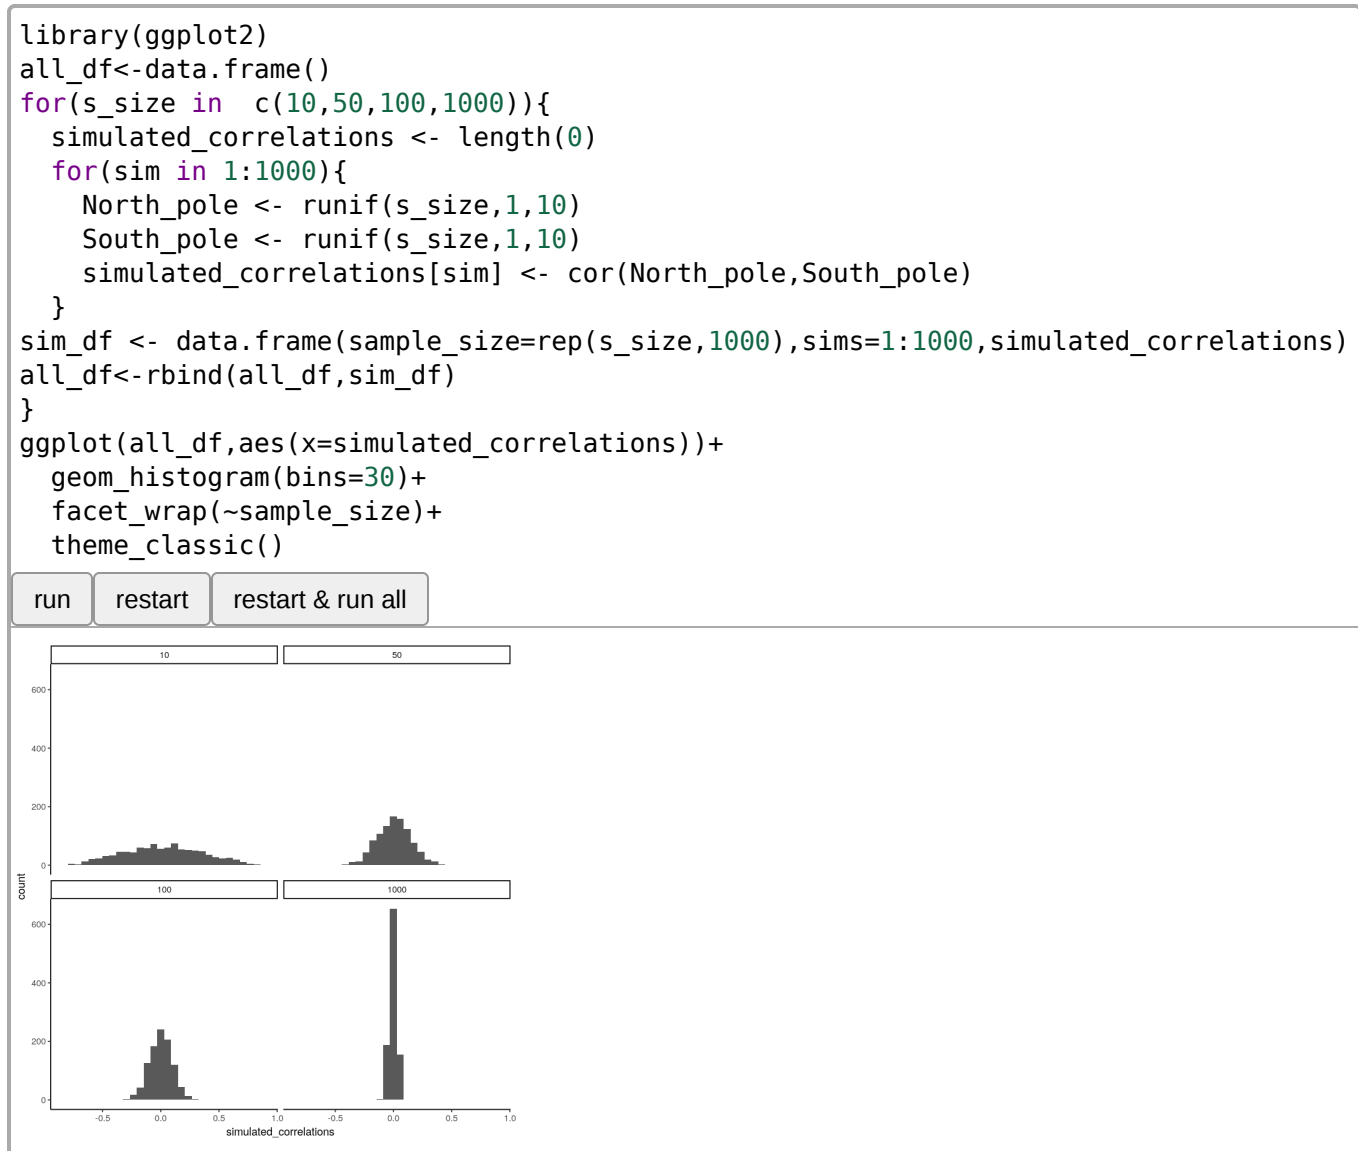 library(ggplot2)
all_df<-data.frame()
for(s_size in  c(10,50,100,1000)){
  simulated_correlations <- length(0)
  for(sim in 1:1000){
    North_pole <- runif(s_size,1,10)
    South_pole <- runif(s_size,1,10)
    simulated_correlations[sim] <- cor(North_pole,South_pole)
  }
sim_df <- data.frame(sample_size=rep(s_size,1000),sims=1:1000,simulated_correlations)
all_df<-rbind(all_df,sim_df)
}
ggplot(all_df,aes(x=simulated_correlations))+
  geom_histogram(bins=30)+
  facet_wrap(~sample_size)+
  theme_classic()
run restart restart & run all
10 50
600
400
200
0
count
100 1000
600
400
200
0
-0.5 0.0 0.5 1.0 -0.5 0.0 0.5 1.0
simulated_correlations